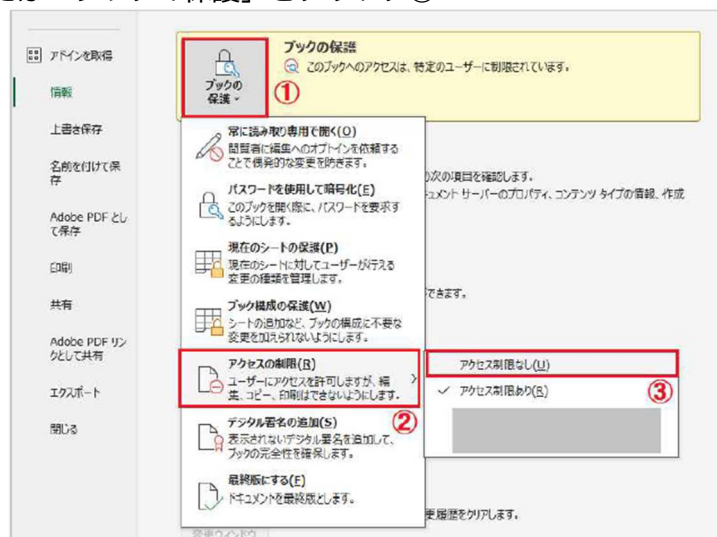 アドインを取得
情報
上書き保存
名前を付けて保
存
Adobe PDF とし
て保存
印刷
共有
Adobe PDF リン
クとして共有
エクスポート
閉じる
ブックの
保護
①
ブックの保護
このブックへのアクセスは、特定のユーザーに制限されています。
常に読み取り専用で開く(O)
閲覧者に編集へのオプトインを依頼する
ことで偶発的な変更を防ぎます。
パスワードを使用して暗号化(E)
このブックを開く際に、パスワードを要求す
るようにします。
現在のシートの保護(P)
現在のシートに対してユーザーが行える
変更の種類を管理します。
ブック構成の保護(W)
シートの追加など、ブックの構成に不要な
変更を加えられないようにします。
アクセスの制限(R)
ユーザーにアクセスを許可しますが、編
集、コピー、印刷はできないようにします。
②
デジタル署名の追加(S)
表示されないデジタル署名を追加して、
ブックの完全性を確保します。
最終版にする(F)
ドキュメントを最終版とします。
の次の項目を確認します。
ュメント サーバーのプロパティ、コンテンツ タイプの情報、作成
できます。
アクセス制限なし(U)
アクセス制限あり(R)
③
更履歴をクリアします。